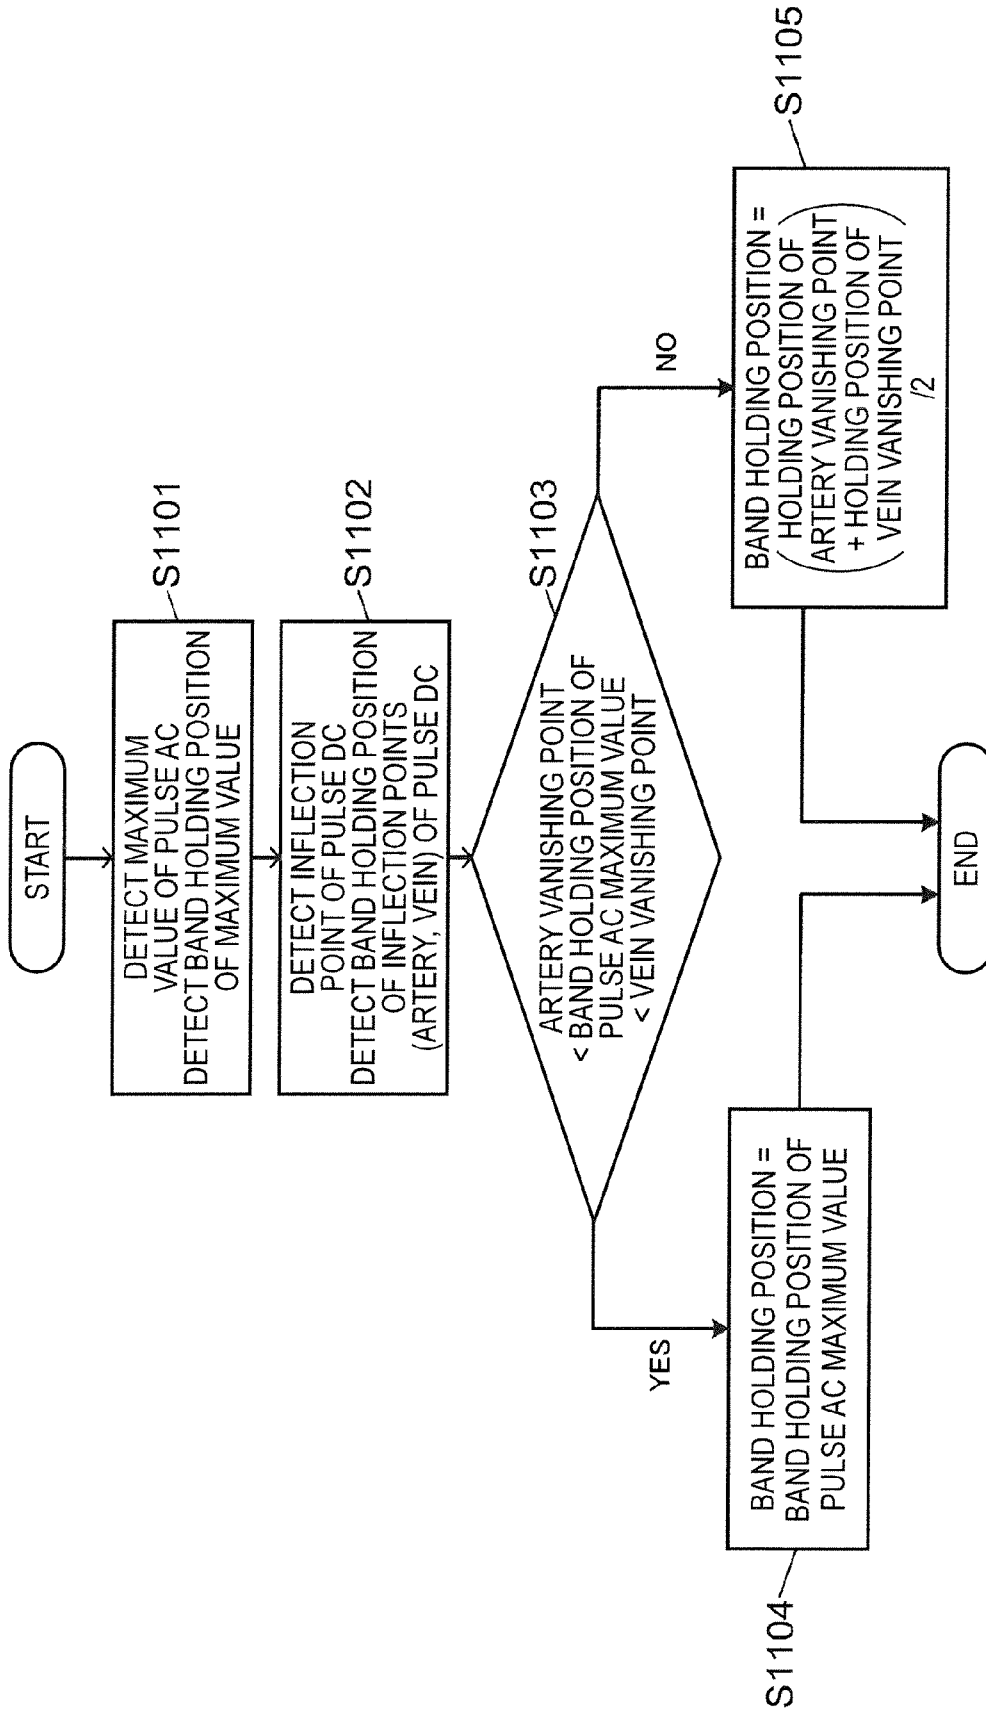 START
DETECT MAXIMUM
VALUE OF PULSE AC
DETECT BAND HOLDING POSITION
OF MAXIMUM VALUE
S1101
DETECT INFLECTION
POINT OF PULSE DC
DETECT BAND HOLDING POSITION
OF INFLECTION POINTS
(ARTERY, VEIN) OF PULSE DC
S1102
ARTERY VANISHING POINT
< BAND HOLDING POSITION OF
PULSE AC MAXIMUM VALUE
< VEIN VANISHING POINT
S1103
YES
NO
S1104
BAND HOLDING POSITION =
BAND HOLDING POSITION OF
PULSE AC MAXIMUM VALUE
BAND HOLDING POSITION =
(HOLDING POSITION OF
ARTERY VANISHING POINT
+ HOLDING POSITION OF
VEIN VANISHING POINT)
/2
S1105
END